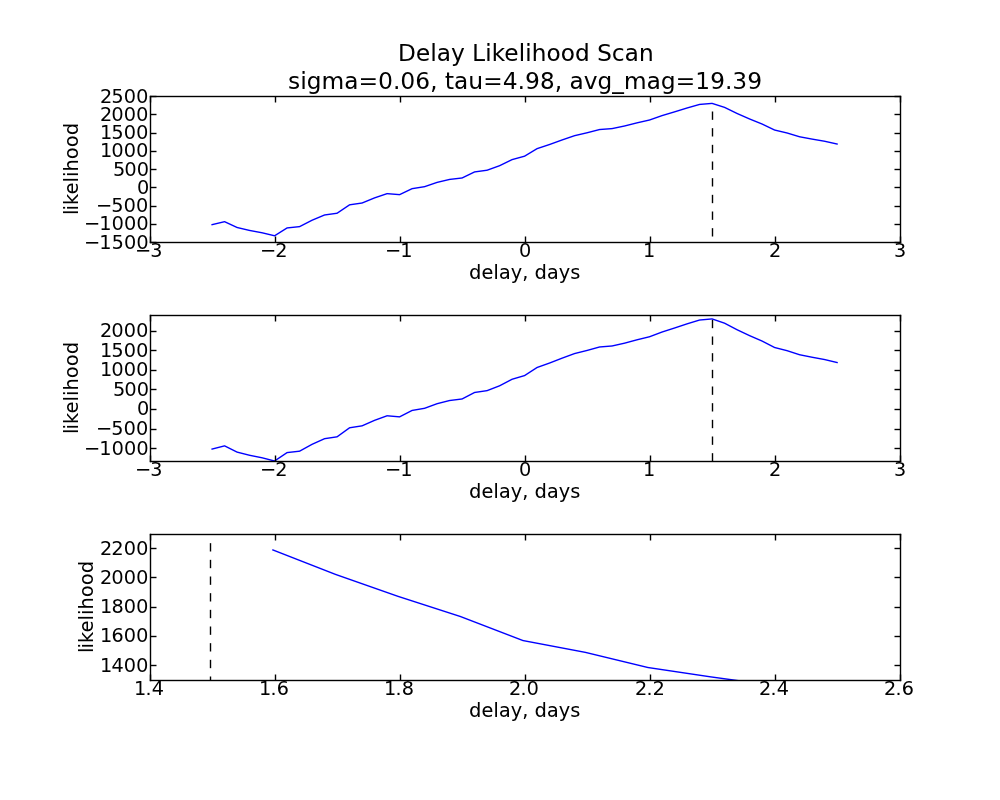 Delay Likelihood Scan
sigma=0.06, tau=4.98, avg_mag=19.39
2500
2000
1500
1000
500
0
−500
−1000
−1500
likelihood
−3 −2 −1 0 1 2 3
delay, days
2000
1500
1000
500
0
−500
−1000
likelihood
−3 −2 −1 0 1 2 3
delay, days
2200
2000
1800
1600
1400
likelihood
1.4 1.6 1.8 2.0 2.2 2.4 2.6
delay, days